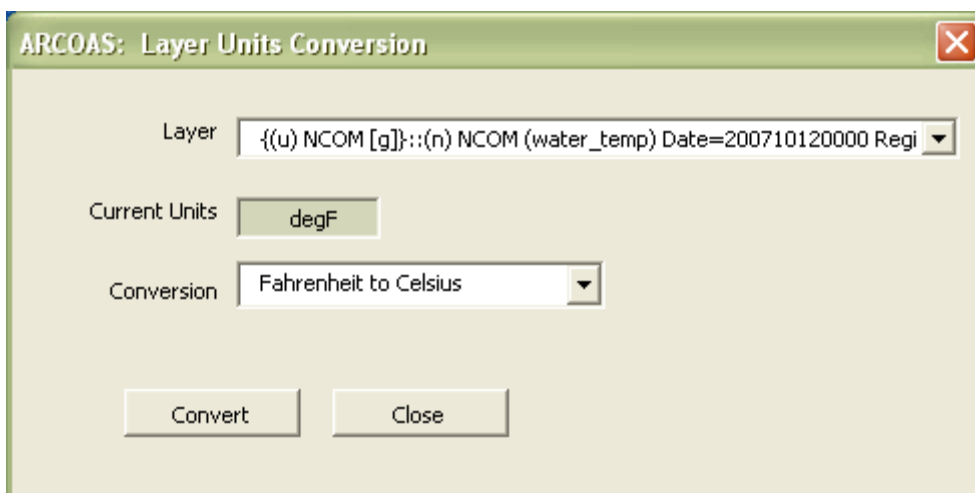 ARCOAS: Layer Units Conversion
Layer
{(u) NCOM [g]}::(n) NCOM (water_temp) Date=200710120000 Regi
Current Units
degF
Conversion
Fahrenheit to Celsius
Convert
Close